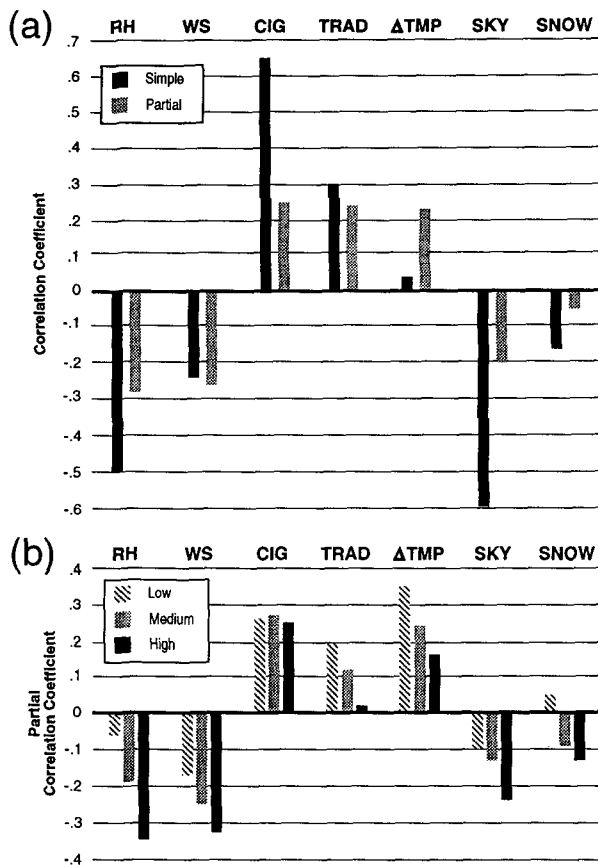 (a)
RH WS CIG TRAD ΔTMP SKY SNOW
.7
.6
.5
.4
.3
.2
.1
0
-.1
-.2
-.3
-.4
-.5
-.6
Correlation Coefficient
Simple
Partial
(b)
RH WS CIG TRAD ΔTMP SKY SNOW
.4
.3
.2
.1
0
-.1
-.2
-.3
-.4
Partial
Correlation Coefficient
Low
Medium
High